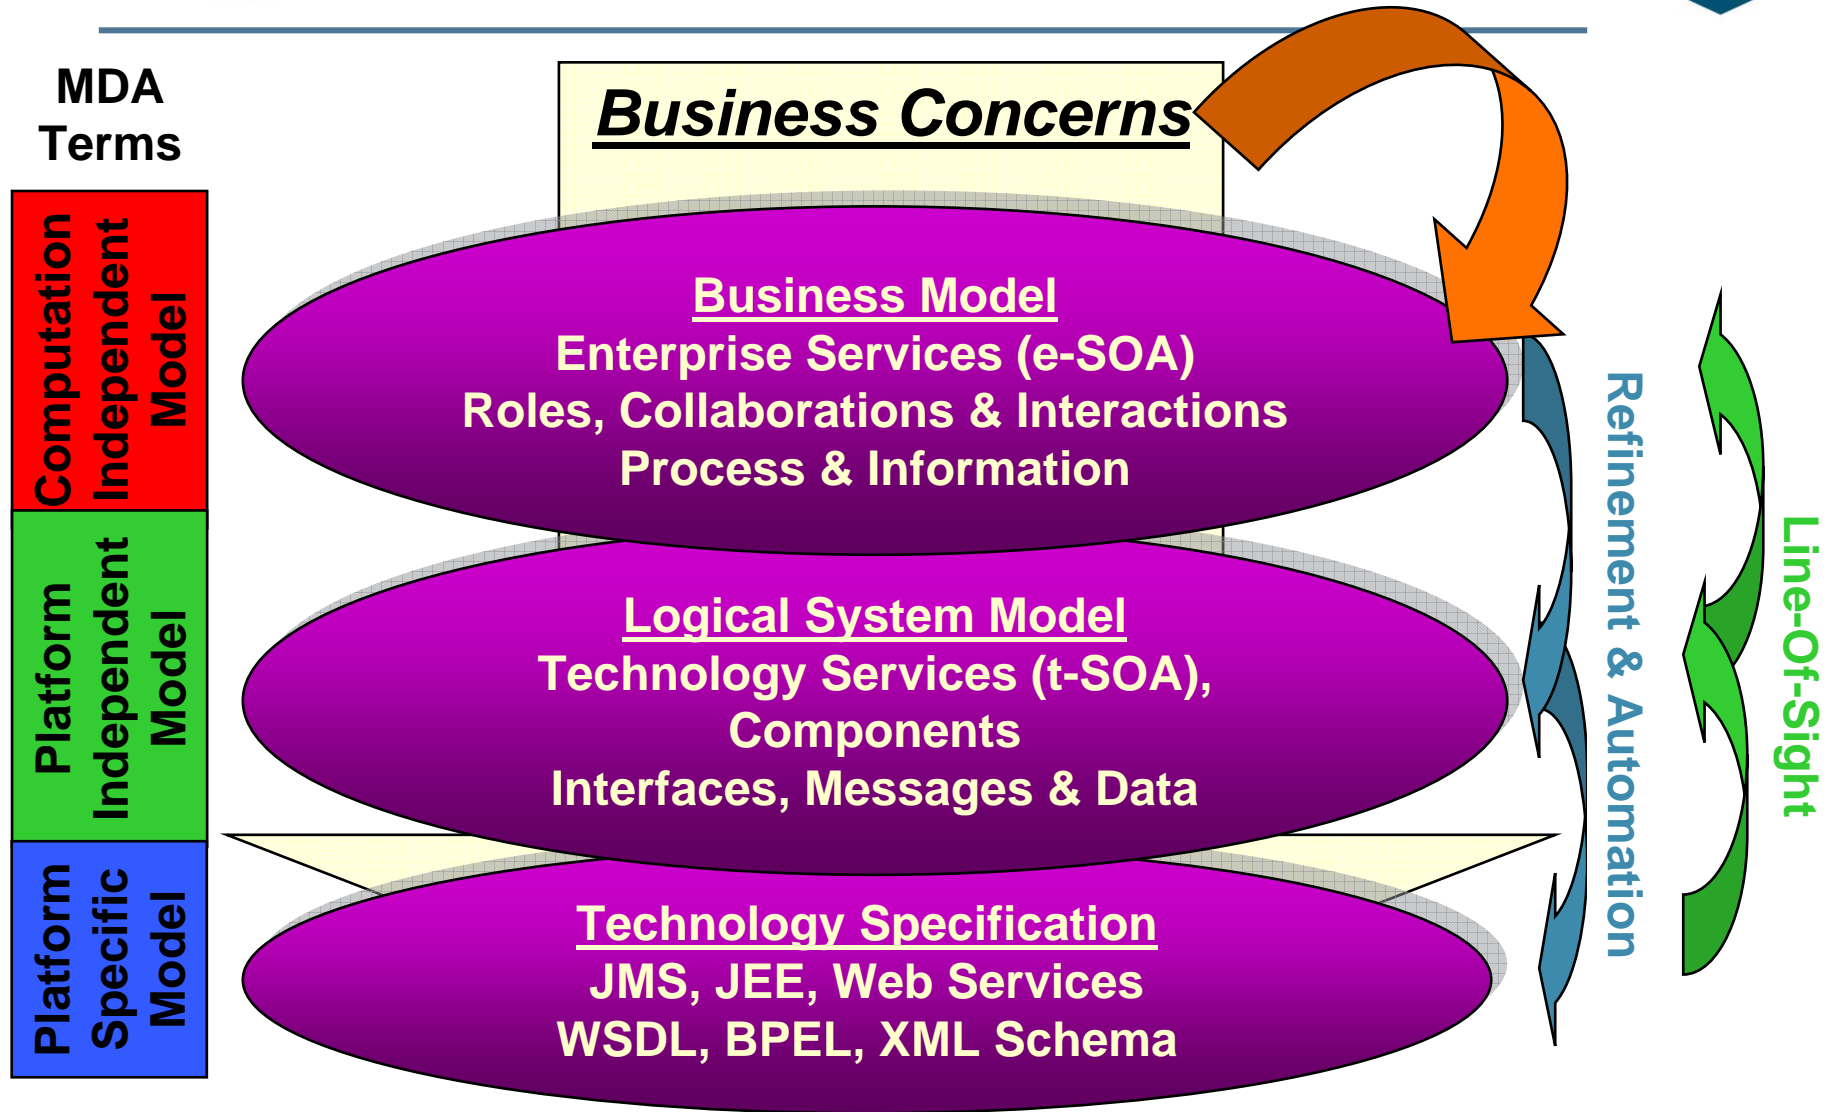 MDA
Terms
Business Concerns
Computation
Independent
Model
Business Model
Enterprise Services (e-SOA)
Roles, Collaborations & Interactions
Process & Information
Platform
Independent
Model
Logical System Model
Technology Services (t-SOA),
Components
Interfaces, Messages & Data
Platform
Specific
Model
Technology Specification
JMS, JEE, Web Services
WSDL, BPEL, XML Schema
Refinement & Automation
Line-Of-Sight